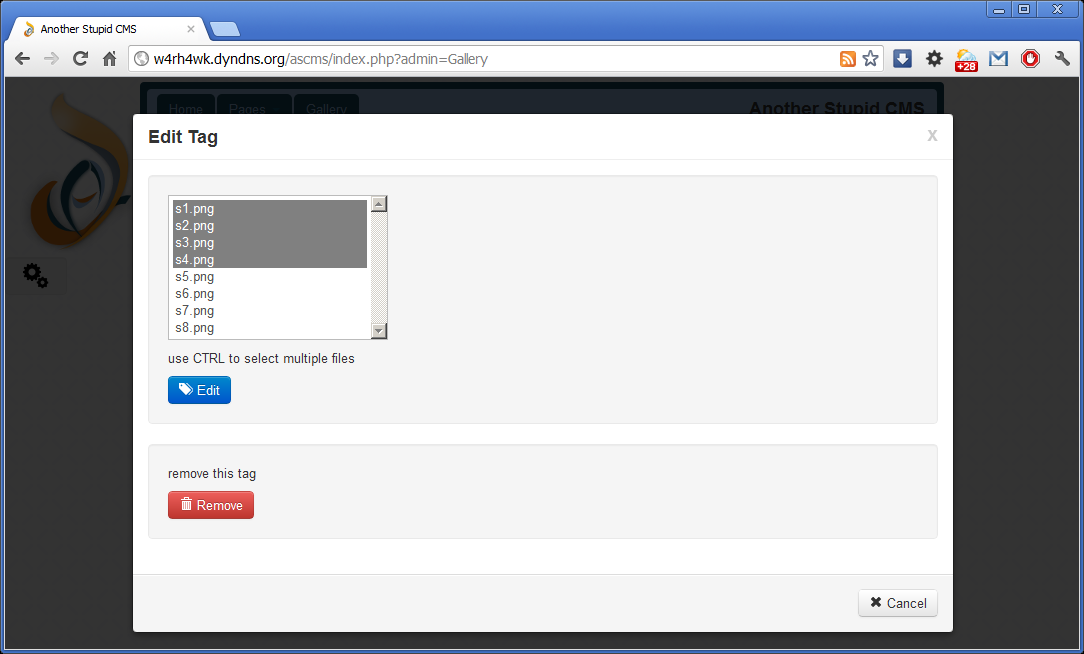 Another Stupid CMS
w4rh4wk.dyndns.org/ascms/index.php?admin=Gallery
+28
Home Pages Gallery Another Stupid CMS
Edit Tag
x
s1.png
s2.png
s3.png
s4.png
s5.png
s6.png
s7.png
s8.png
use CTRL to select multiple files
Edit
remove this tag
Remove
Cancel